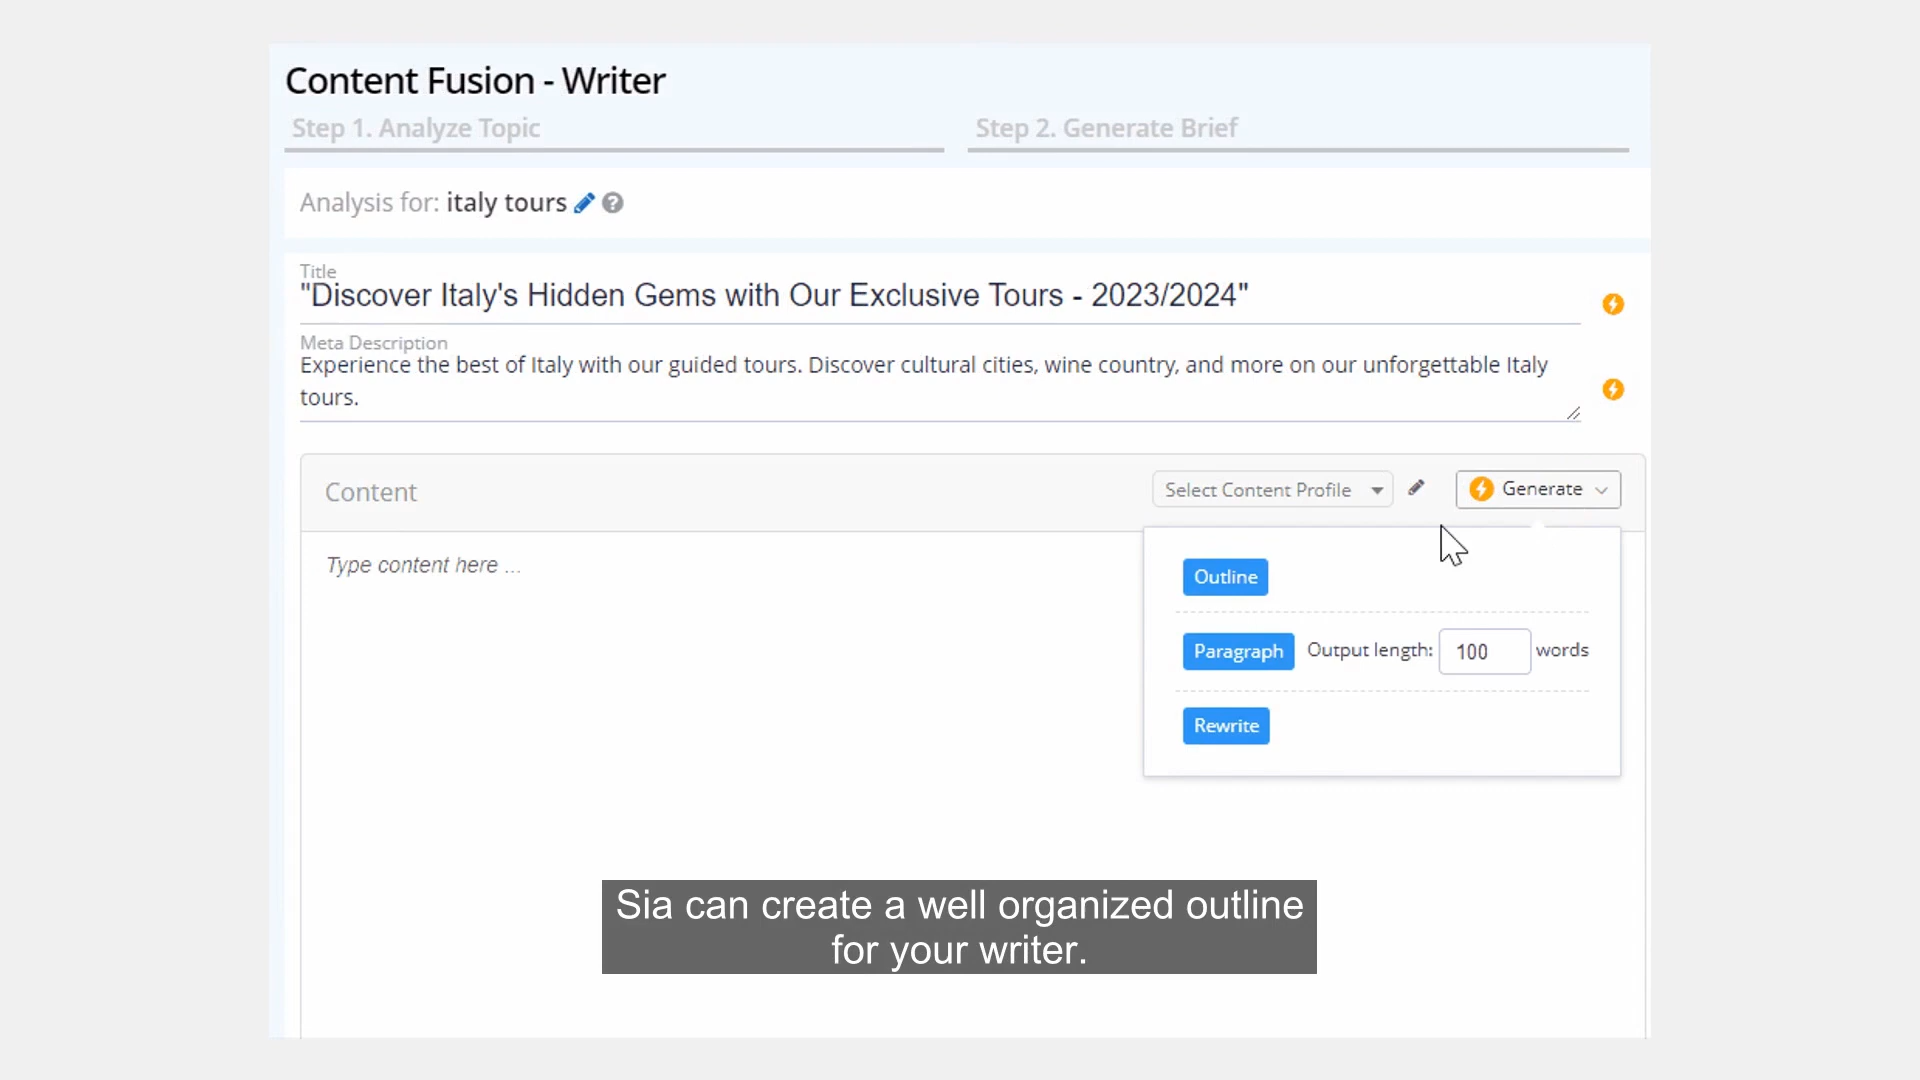 Content Fusion - Writer
Step 1. Analyze Topic
Step 2. Generate Brief
Analysis for: italy tours
Title
"Discover Italy's Hidden Gems with Our Exclusive Tours - 2023/2024"
Meta Description
Experience the best of Italy with our guided tours. Discover cultural cities, wine country, and more on our unforgettable Italy
tours.
Content
Select Content Profile
Generate
Type content here ...
Outline
Paragraph Output length: 100 words
Rewrite
Sia can create a well organized outline
for your writer.